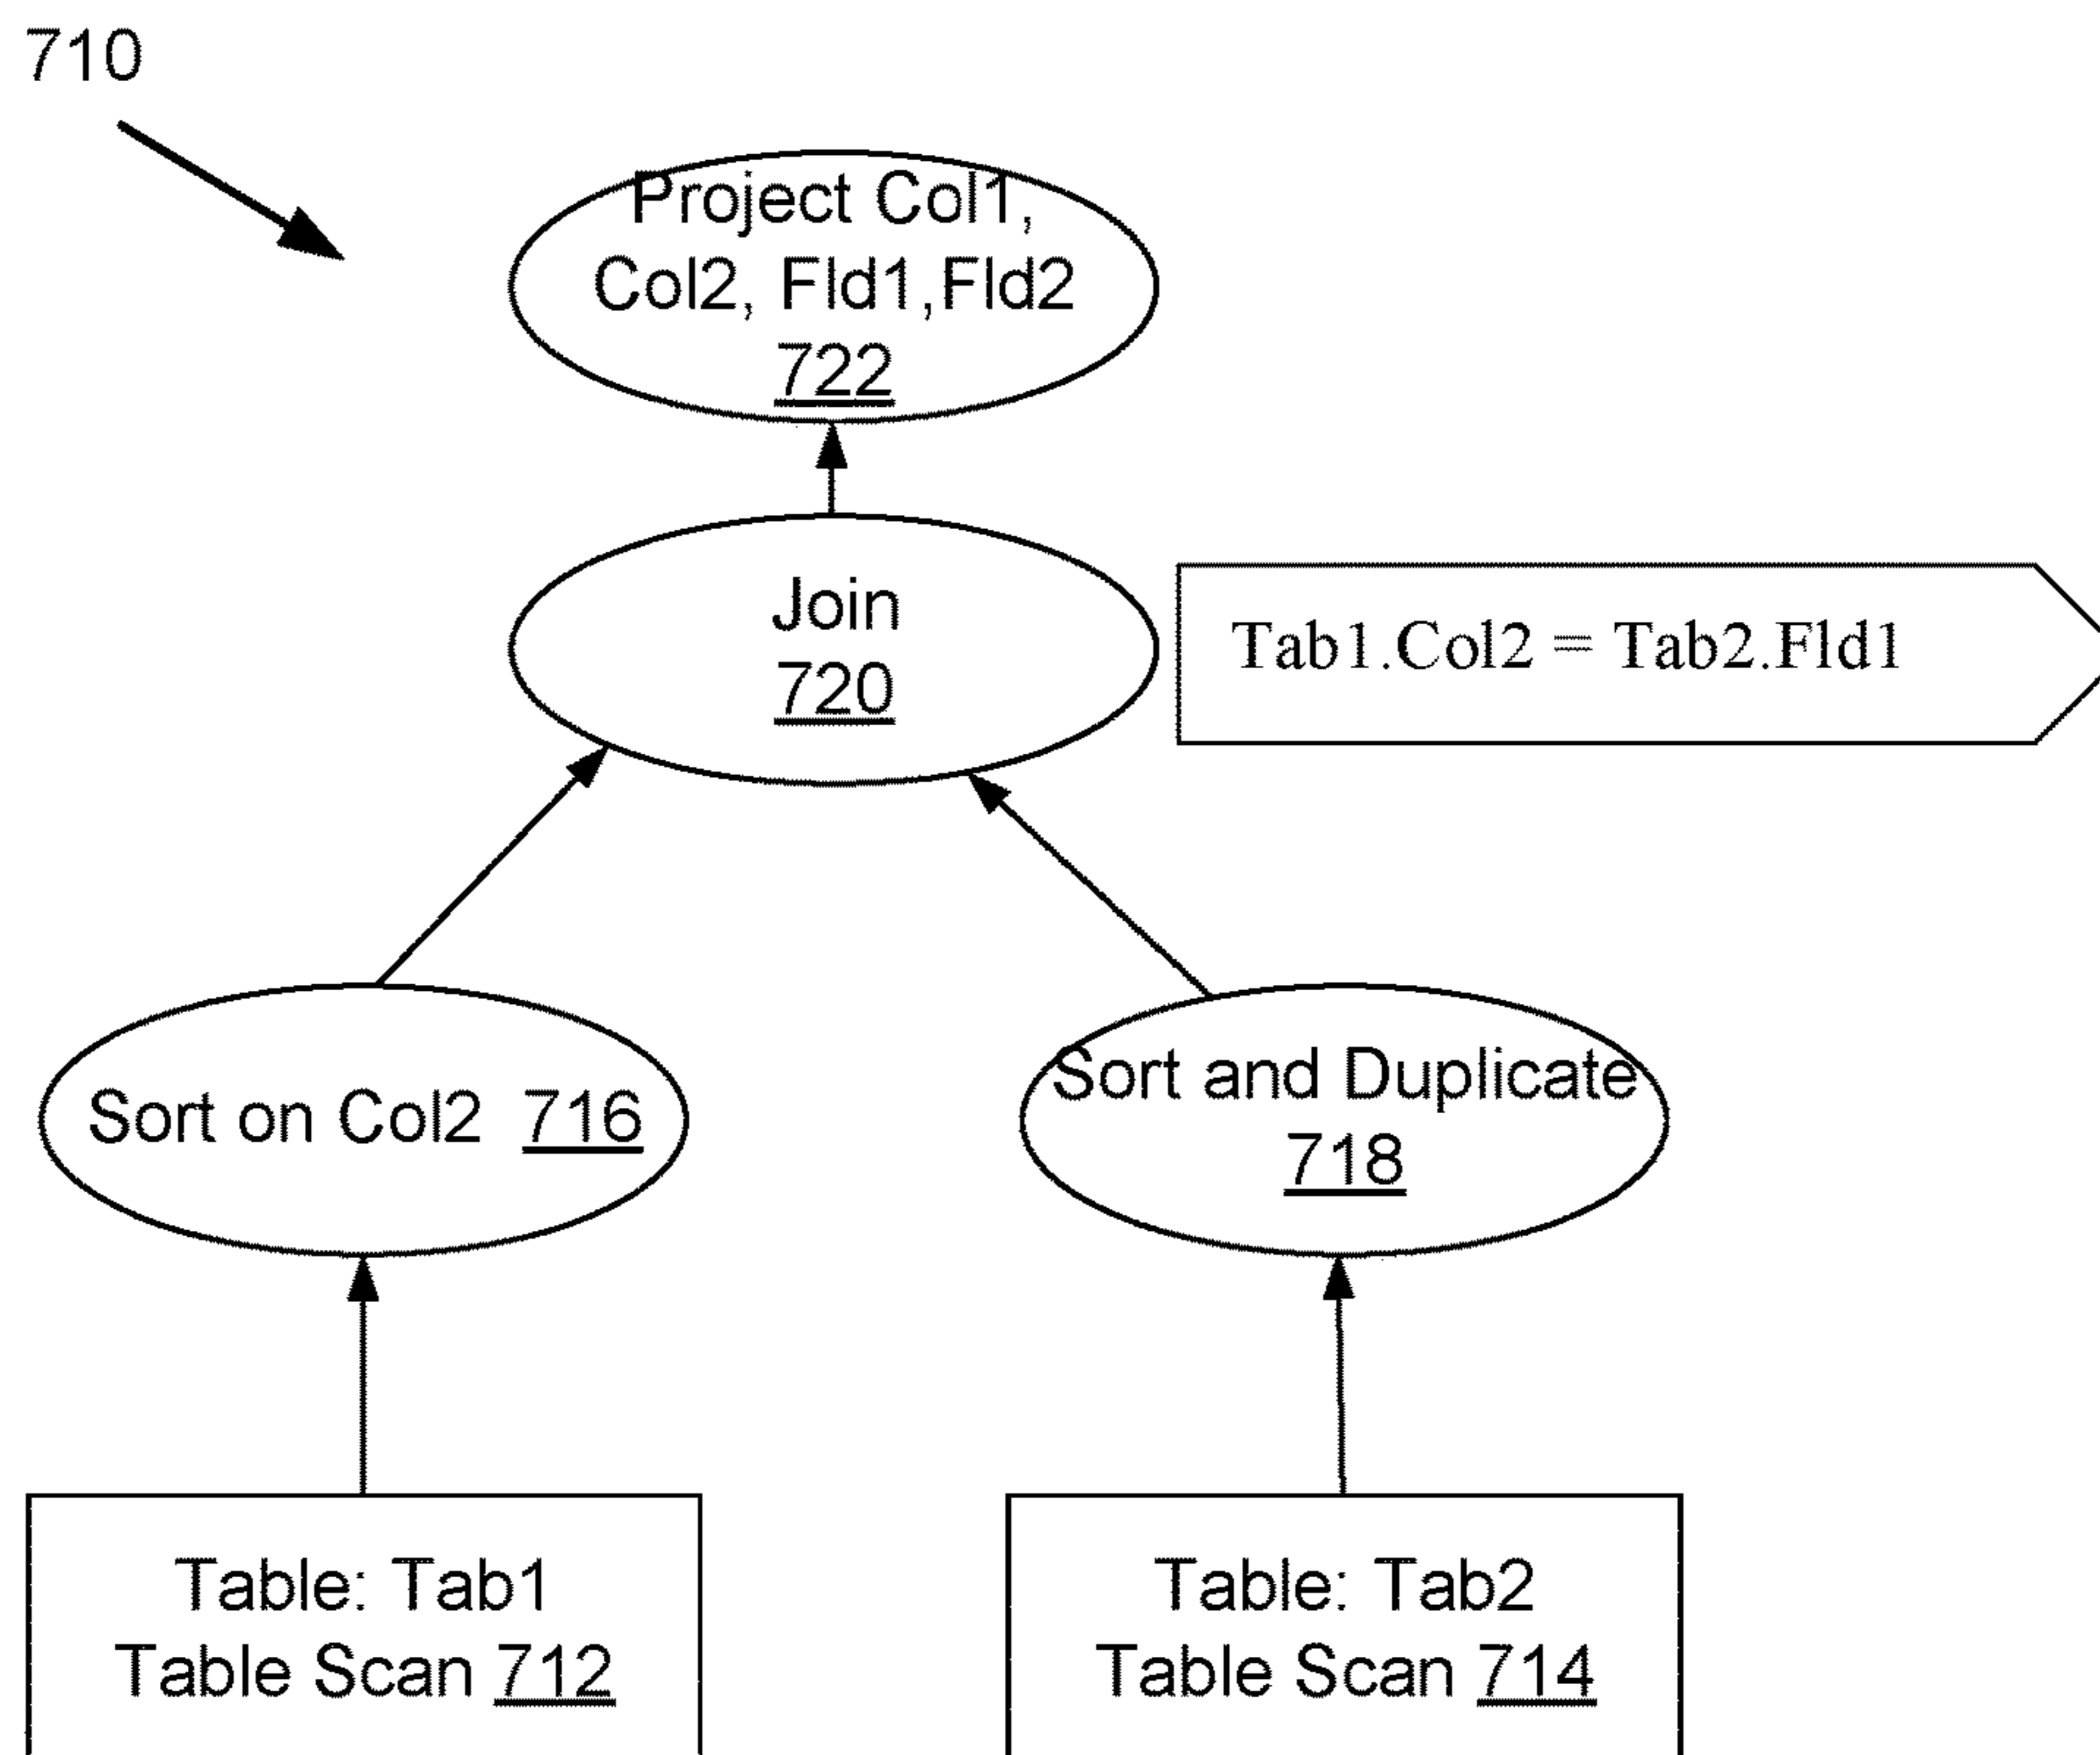 710
Project Col1,
Col2, Fld1,Fld2
722
Join
720
Tab1.Col2 = Tab2.Fld1
Sort on Col2 716
Sort and Duplicate
718
Table: Tab1
Table Scan 712
Table: Tab2
Table Scan 714